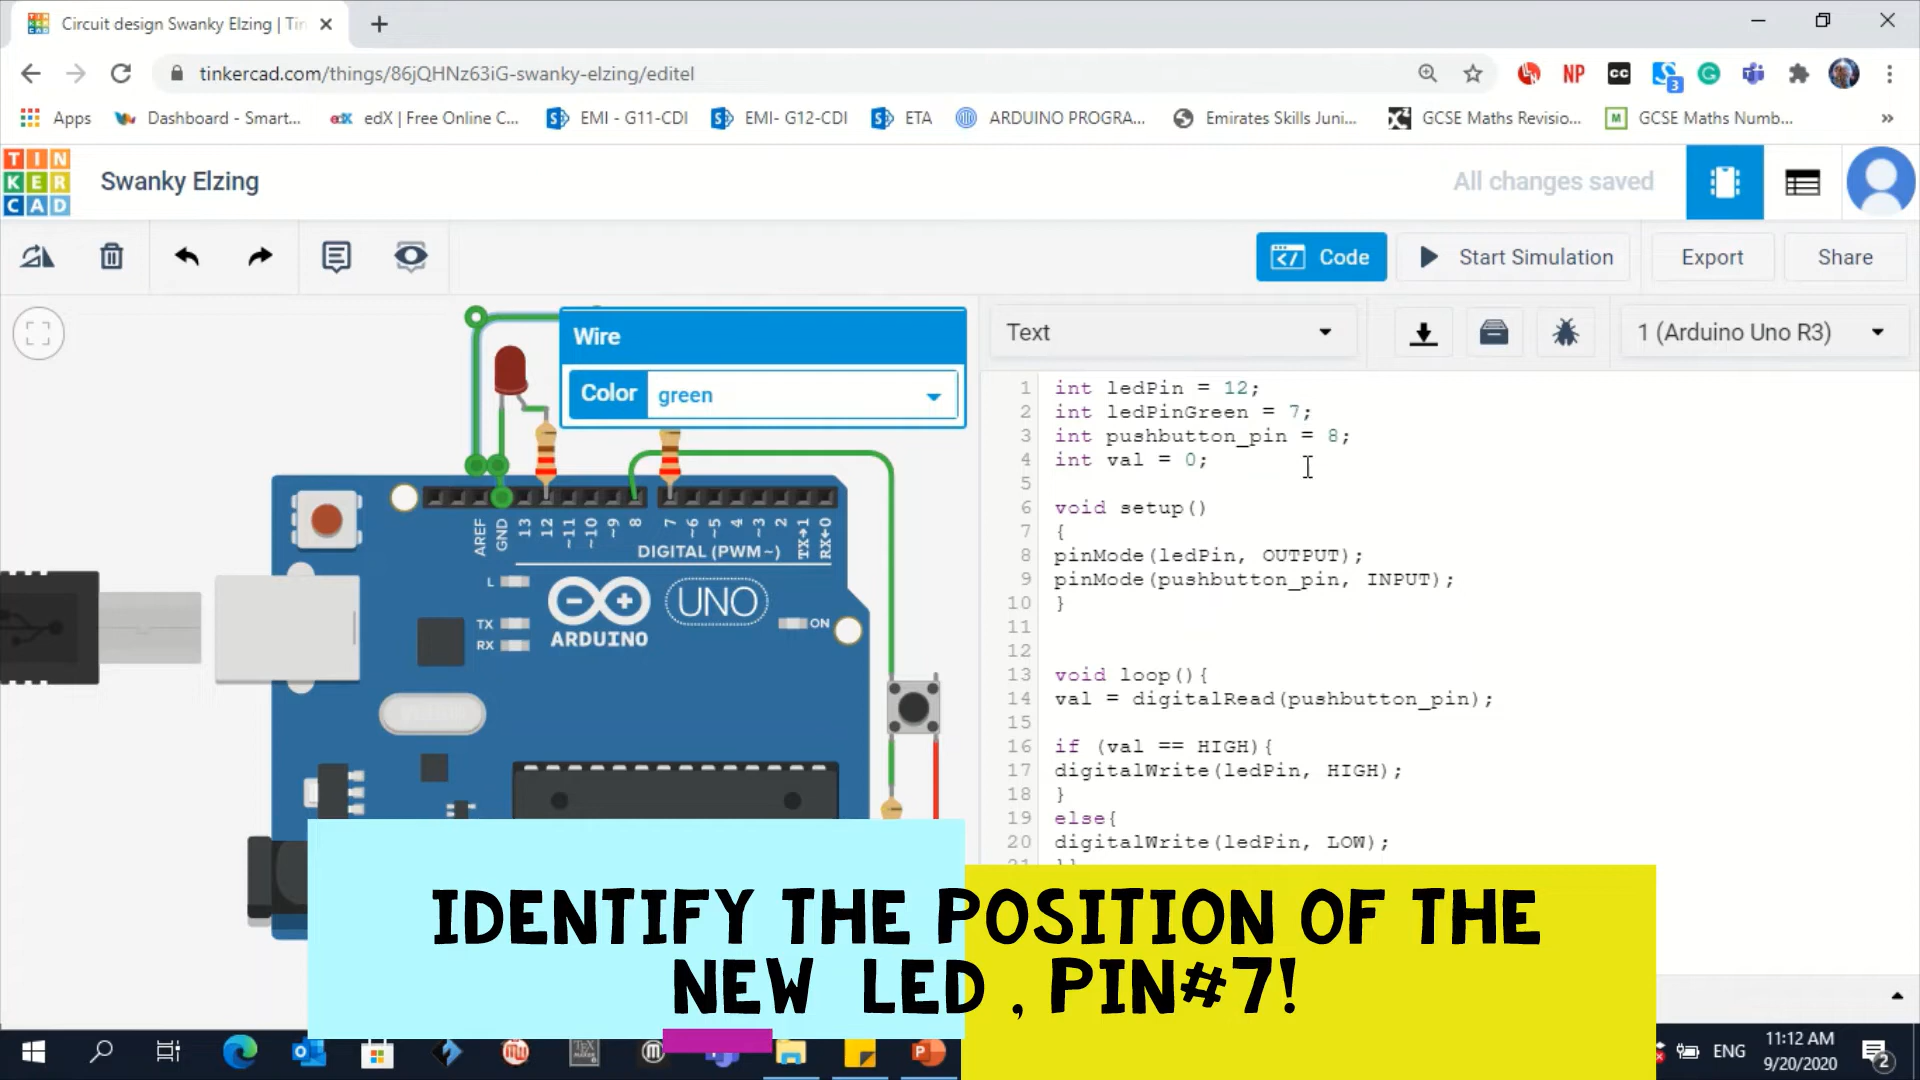 Circuit design Swanky Elzing | Tin
tinkercad.com/things/86jQHNz63iG-swanky-elzing/editel
NP
CC
3
Apps
Dashboard - Smart...
edX | Free Online C...
EMI - G11-CDI
EMI- G12-CDI
ETA
ARDUINO PROGRA...
Emirates Skills Juni...
GCSE Maths Revisio...
M
GCSE Maths Numb...
»
TIN
KER
CAD
Swanky Elzing
All changes saved
Code
Start Simulation
Export
Share
Wire
Color
green
Text
1 (Arduino Uno R3)
AREF
GND
13
12
~11
~10
~9
8
7
~6
~5
4
~3
2
TX→1
RX←0
DIGITAL (PWM~)
L
TX
RX
ARDUINO
UNO
ON
1 int ledPin = 12;
2 int ledPinGreen = 7;
3 int pushbutton_pin = 8;
4 int val = 0;
5
6 void setup()
7 {
8 pinMode(ledPin, OUTPUT);
9 pinMode(pushbutton_pin, INPUT);
10 }
11
12
13 void loop(){
14 val = digitalRead(pushbutton_pin);
15
16 if (val == HIGH){
17 digitalWrite(ledPin, HIGH);
18 }
19 else{
20 digitalWrite(ledPin, LOW);
21 }}
IDENTIFY THE POSITION OF THE
NEW LED , PIN#7!
ENG
11:12 AM
9/20/2020
2